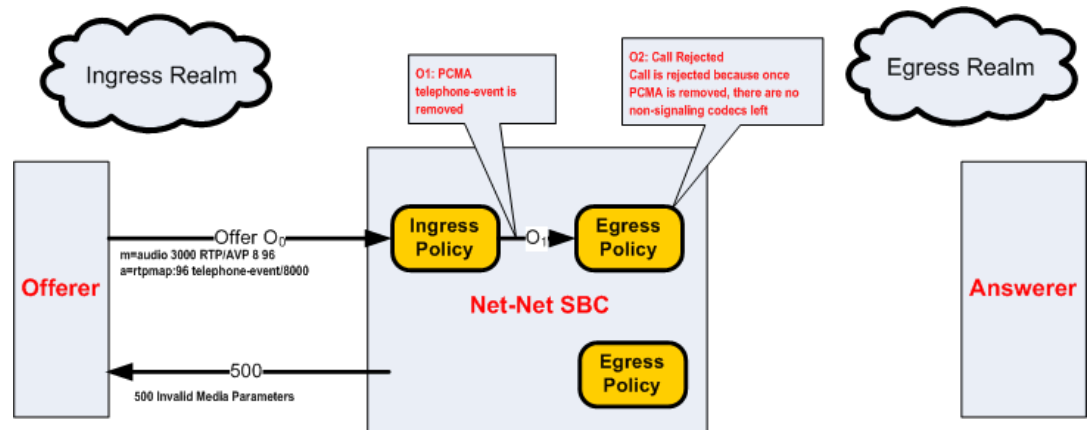 Ingress Realm
O1: PCMA
telephone-event is
removed
O2: Call Rejected
Call is rejected because once
PCMA is removed, there are no
non-signaling codecs left
Egress Realm
Offerer
Offer O0
m=audio 3000 RTP/AVP 8 96
a=rtpmap:96 telephone-event/8000
Ingress
Policy
O1
Egress
Policy
Net-Net SBC
Answerer
500
500 Invalid Media Parameters
Egress
Policy